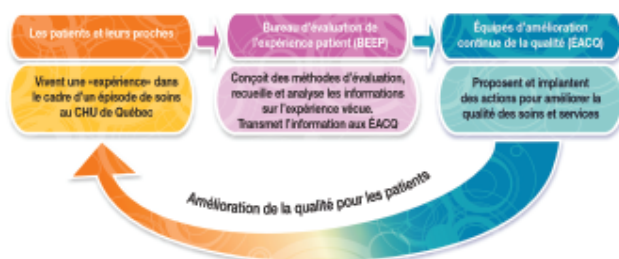 Les patients et leurs proches
Vivent une «expérience» dans
le cadre d'un épisode de soins
au CHU de Québec
Bureau d'évaluation de
l'expérience patient (BEEP)
Conçoit des méthodes d'évaluation,
recueille et analyse les informations
sur l'expérience vécue.
Transmet l'information aux ÉACQ
Équipes d'amélioration
continue de la qualité (ÉACQ)
Proposent et implantent
des actions pour améliorer la
qualité des soins et services
Amélioration de la qualité pour les patients